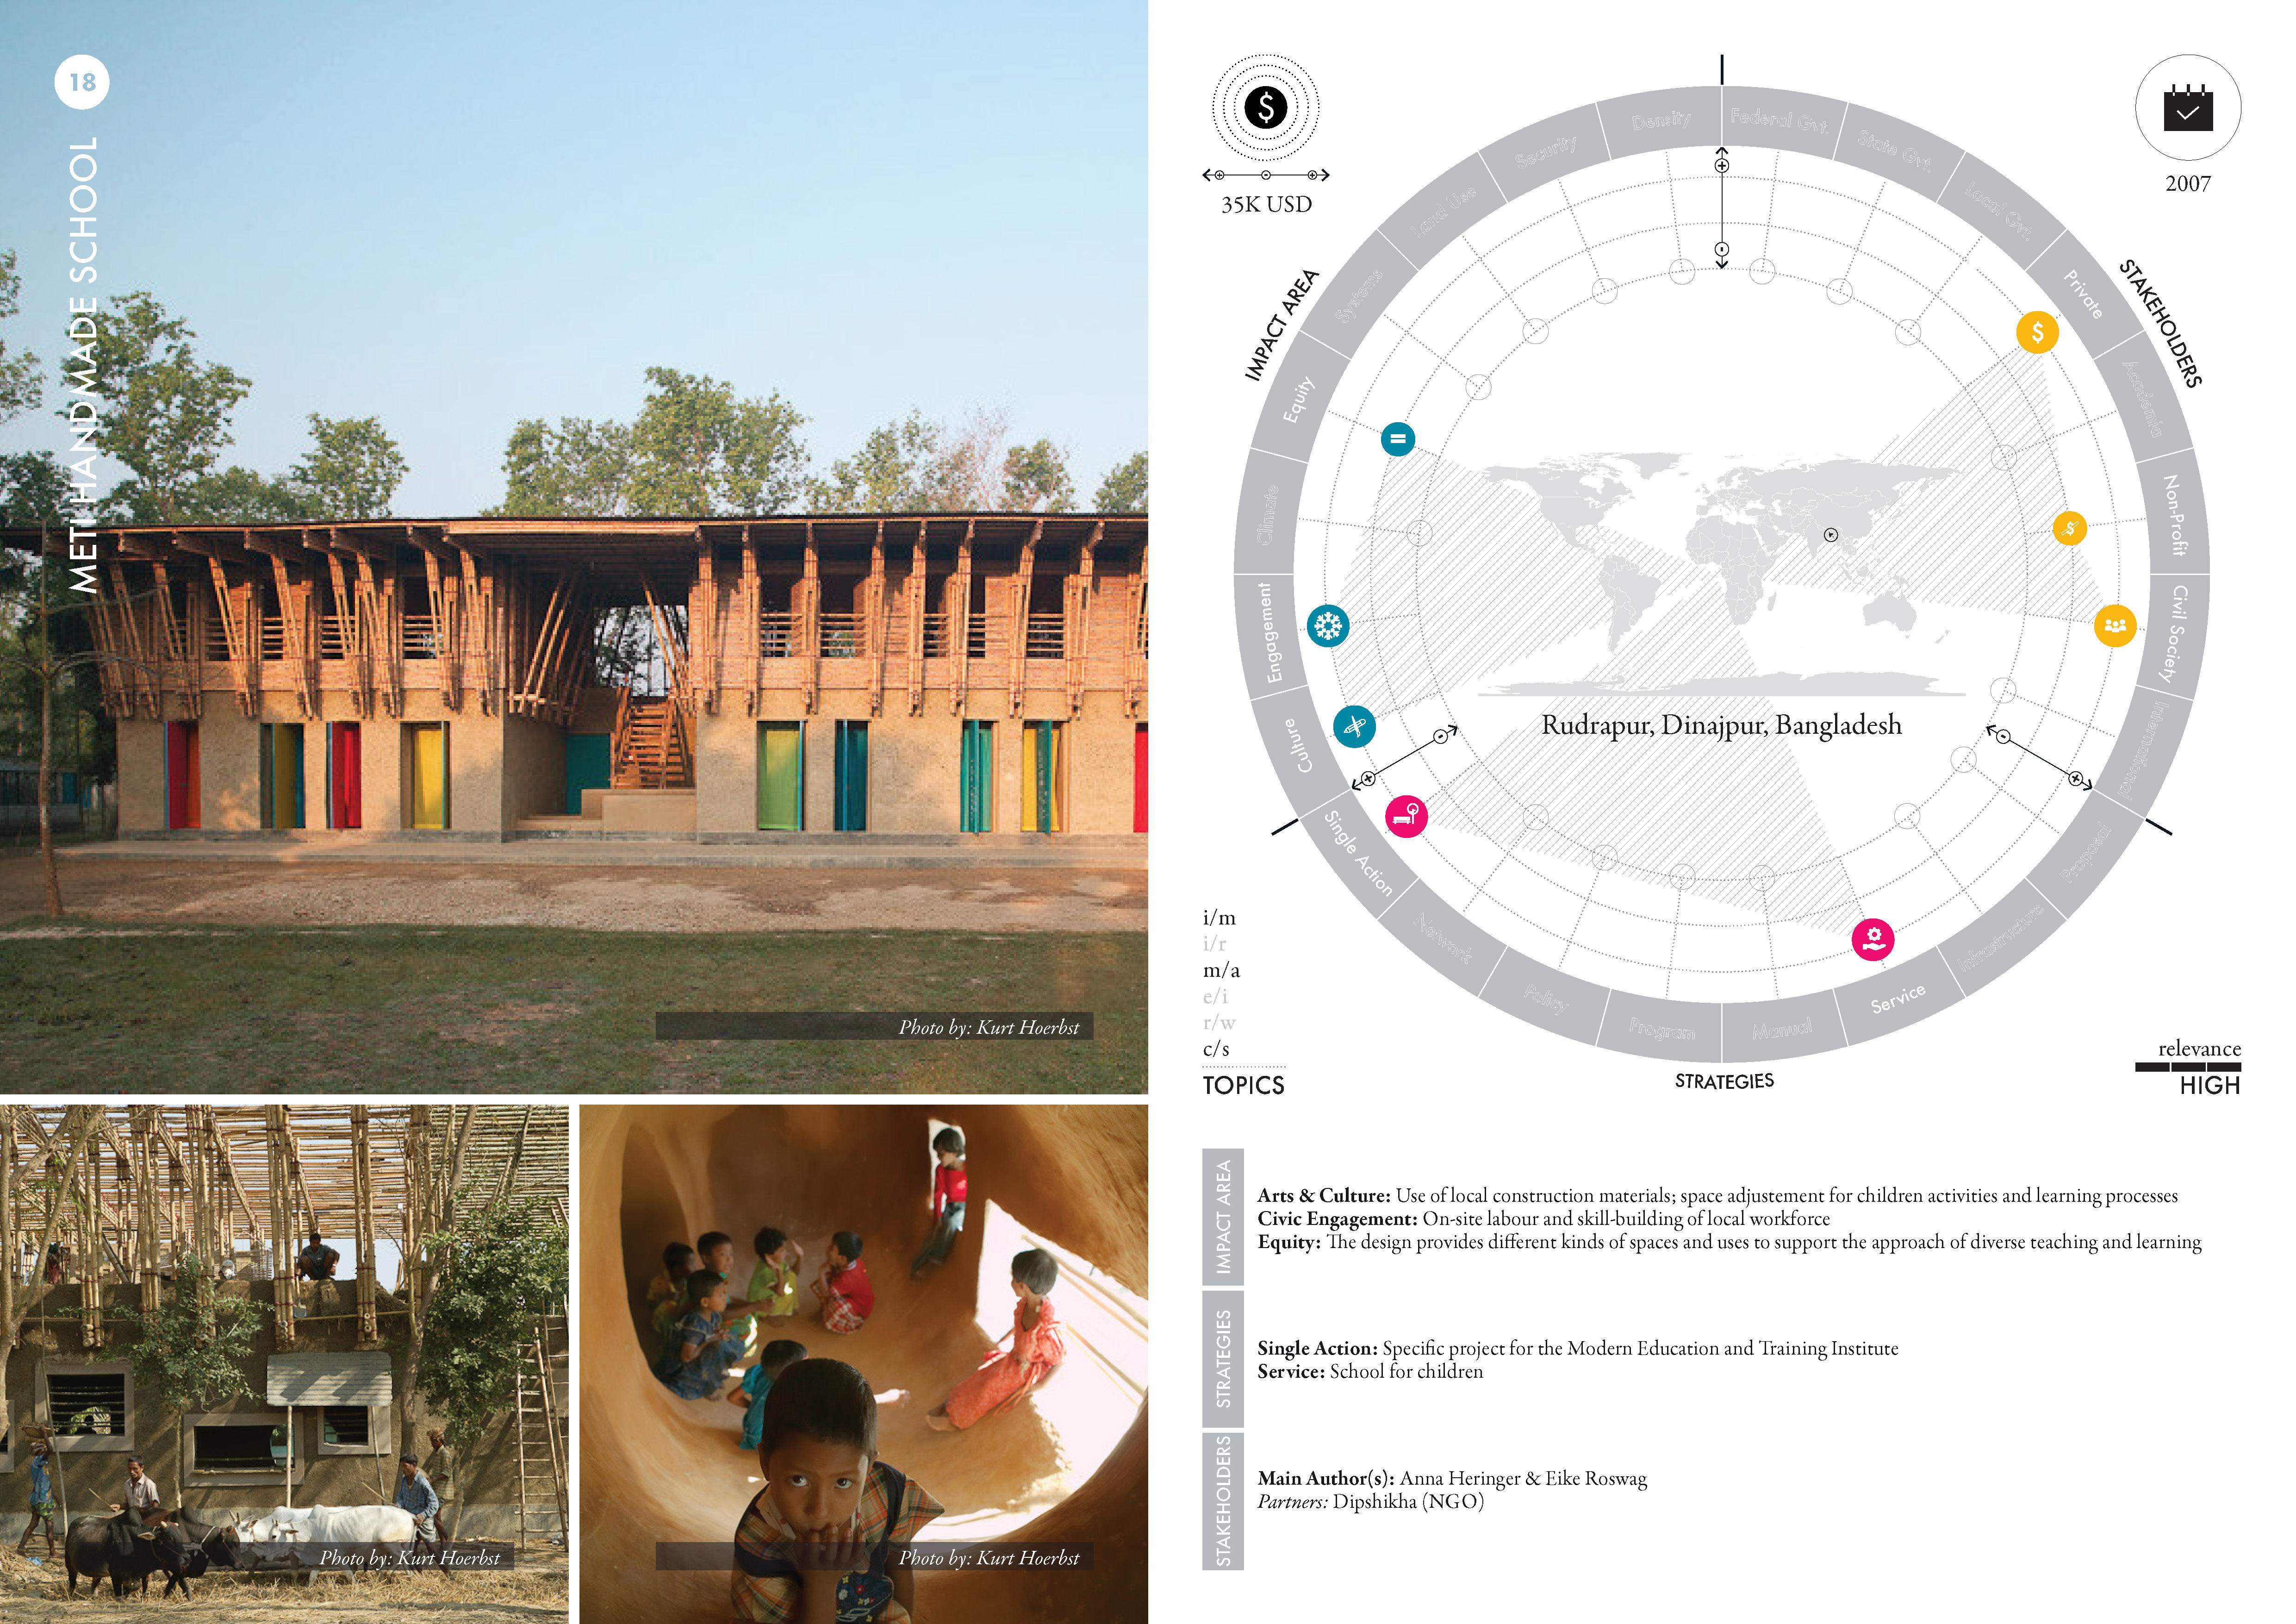 18
METI HANDMADE SCHOOL
Photo by: Kurt Hoerbst
Photo by: Kurt Hoerbst
Photo by: Kurt Hoerbst
$
35K USD
2007
IMPACT AREA
STAKEHOLDERS
STRATEGIES
Density
Security
Land Use
Systems
Equity
Climate
Engagement
Culture
Federal Gvt.
State Gvt.
Local Gvt.
Private
Academia
Non-Profit
Civil Society
International
Proposal
Infrastructure
Service
Manual
Program
Policy
Network
Single Action
Rudrapur, Dinajpur, Bangladesh
i/m
i/r
m/a
e/i
r/w
c/s
TOPICS
relevance
HIGH
IMPACT AREA
Arts & Culture: Use of local construction materials; space adjustement for children activities and learning processes
Civic Engagement: On-site labour and skill-building of local workforce
Equity: The design provides different kinds of spaces and uses to support the approach of diverse teaching and learning
STRATEGIES
Single Action: Specific project for the Modern Education and Training Institute
Service: School for children
STAKEHOLDERS
Main Author(s): Anna Heringer & Eike Roswag
Partners: Dipshikha (NGO)